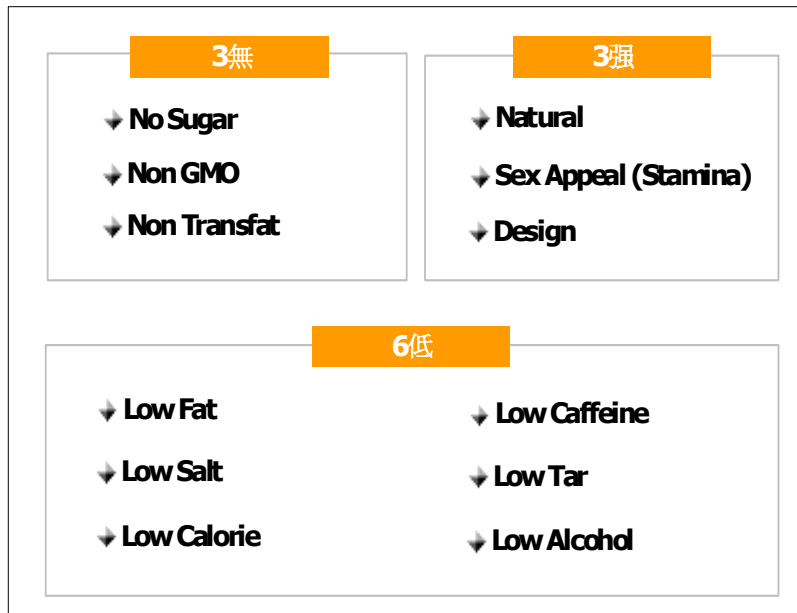 3無
No Sugar
Non GMO
Non Transfat
3强
Natural
Sex Appeal (Stamina)
Design
6低
Low Fat
Low Salt
Low Calorie
Low Caffeine
Low Tar
Low Alcohol